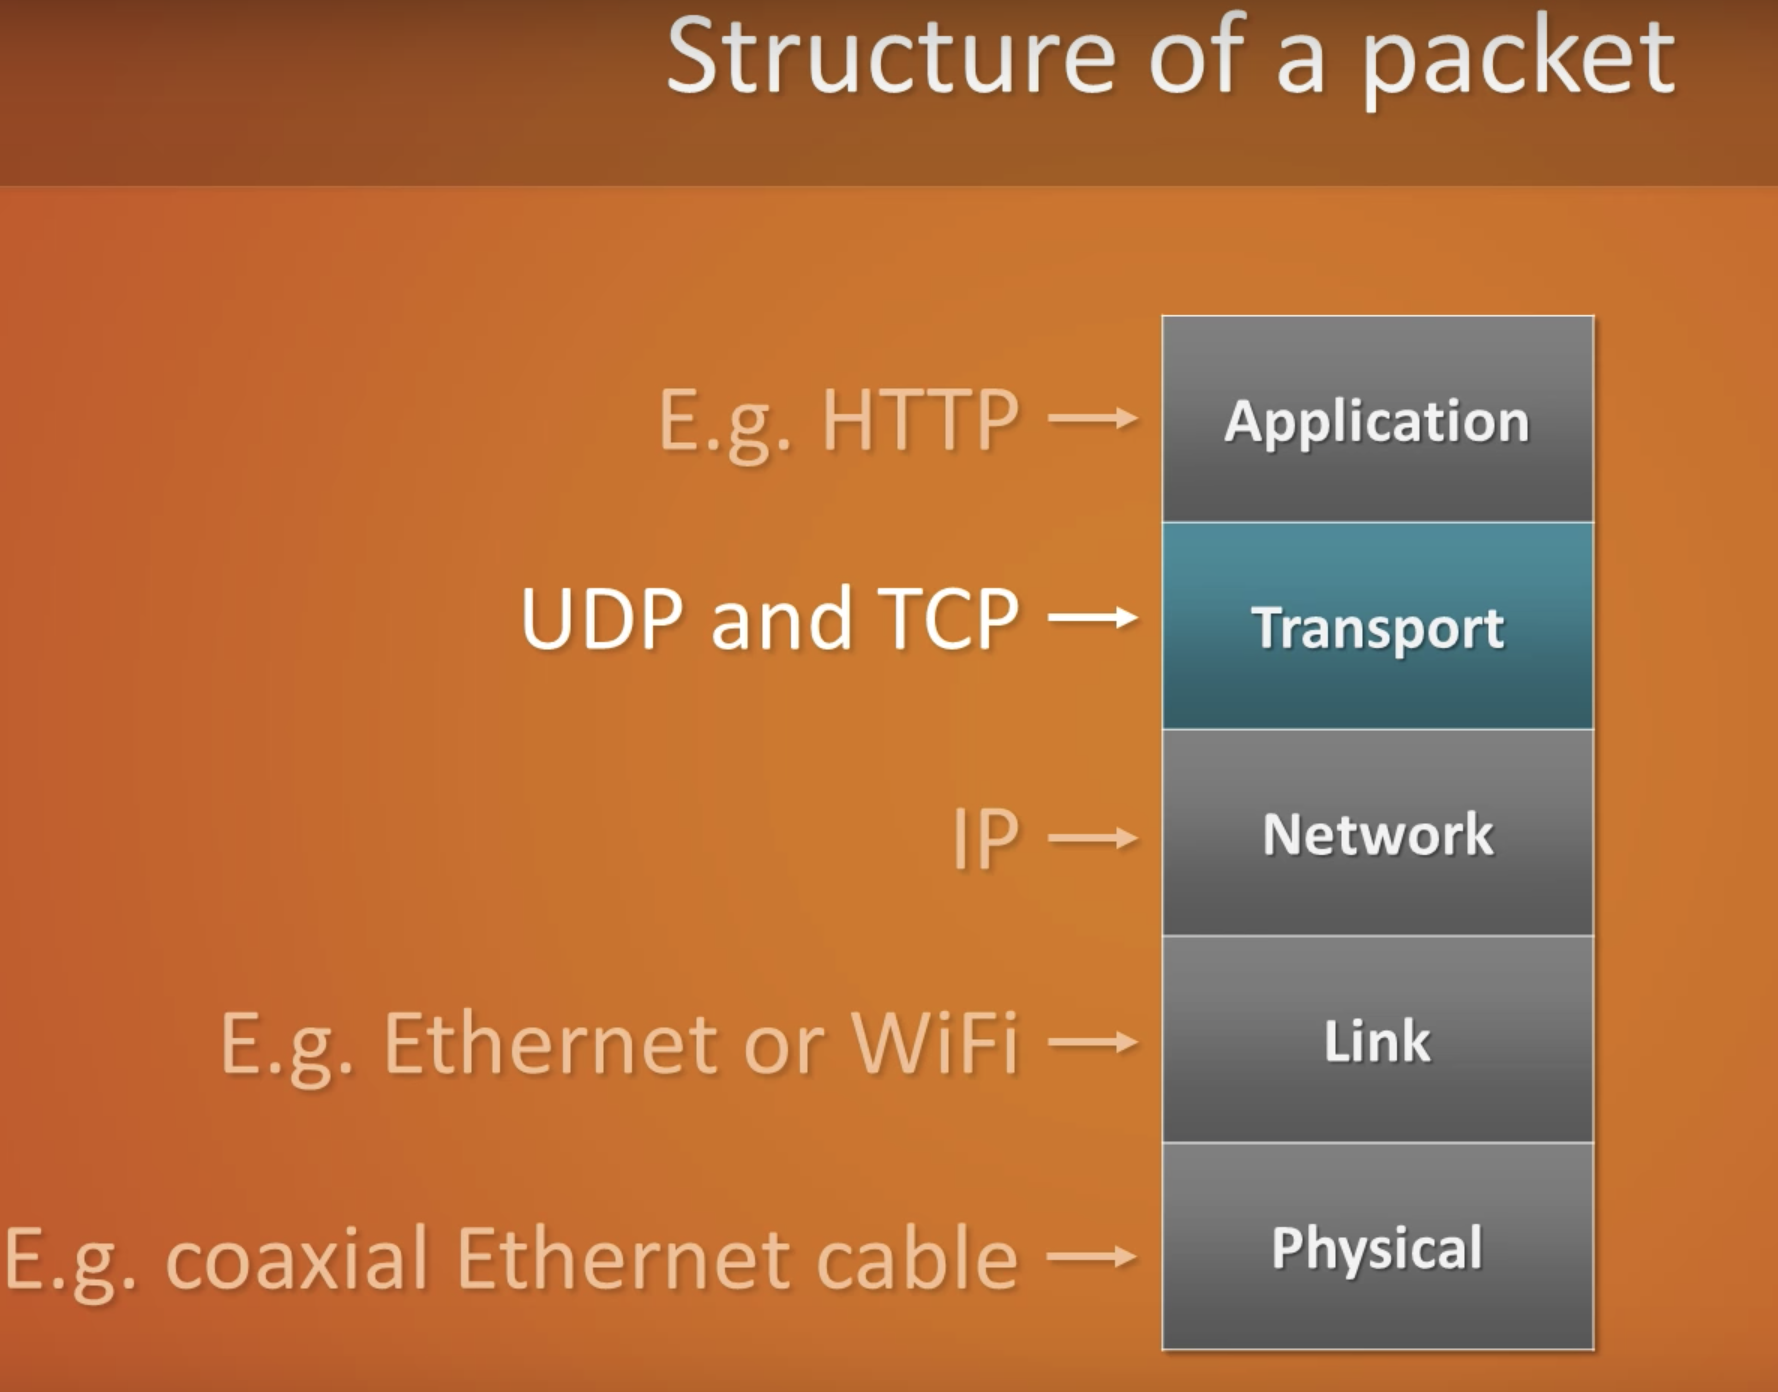 Structure of a packet
E.g. HTTP → Application
UDP and TCP → Transport
IP → Network
E.g. Ethernet or WiFi → Link
E.g. coaxial Ethernet cable → Physical